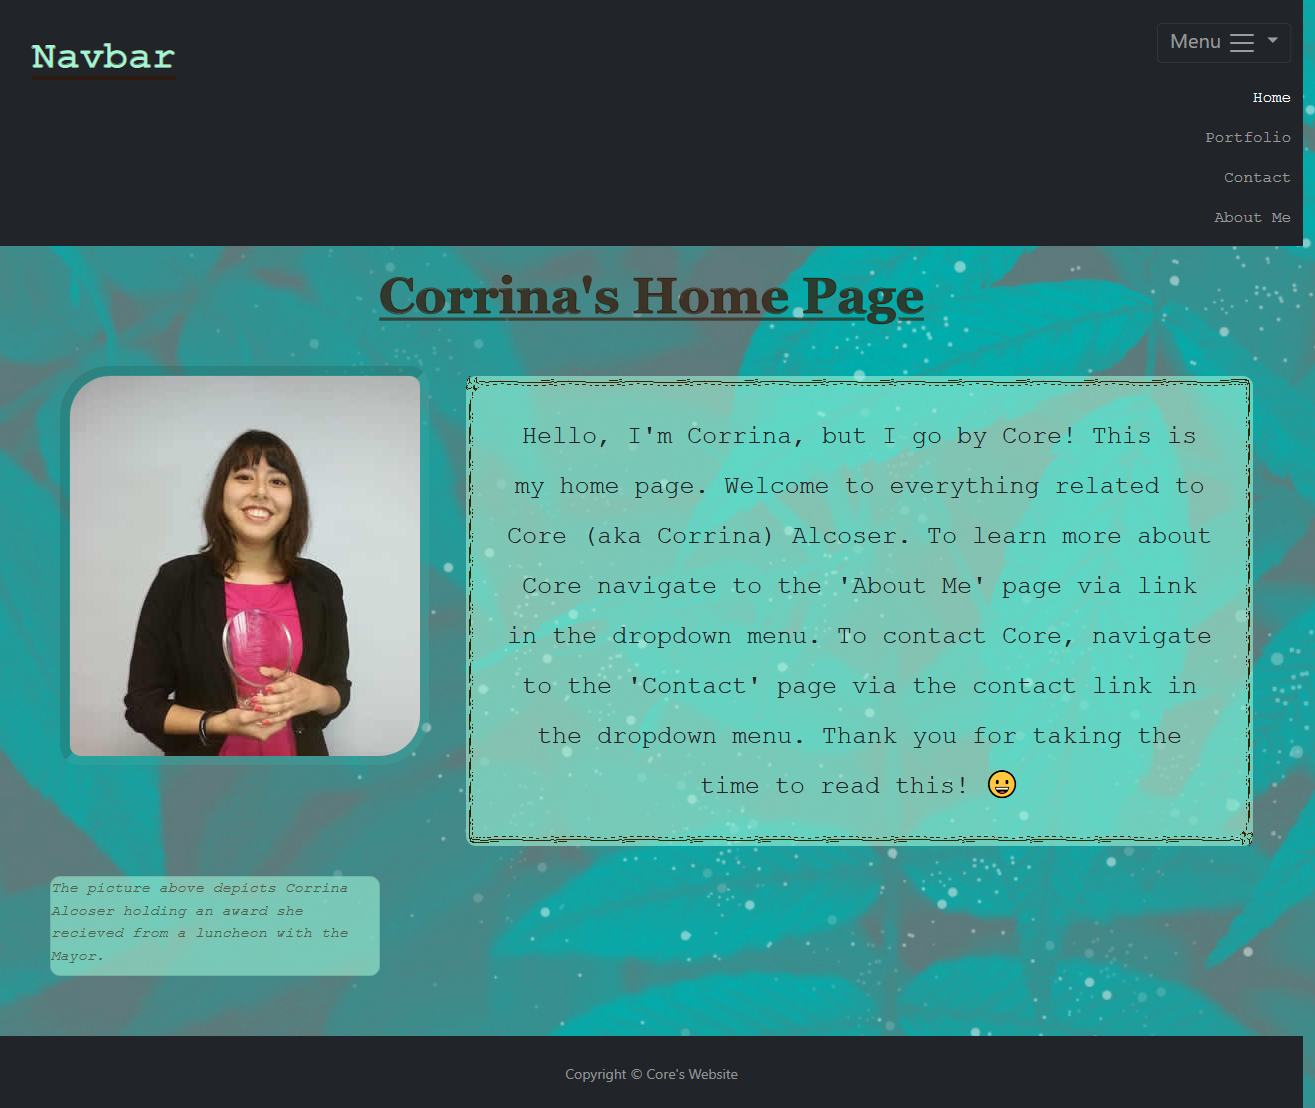 Navbar
Menu
Home
Portfolio
Contact
About Me
Corrina's Home Page
Hello, I'm Corrina, but I go by Core! This is
my home page. Welcome to everything related to
Core (aka Corrina) Alcoser. To learn more about
Core navigate to the 'About Me' page via link
in the dropdown menu. To contact Core, navigate
to the 'Contact' page via the contact link in
the dropdown menu. Thank you for taking the
time to read this! 😀
The picture above depicts Corrina
Alcoser holding an award she
recieved from a luncheon with the
Mayor.
Copyright © Core's Website